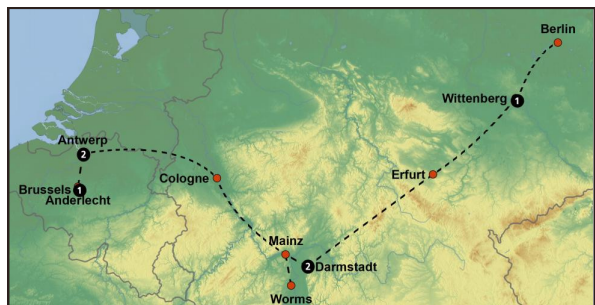 Berlin
Wittenberg
1
Antwerp
2
Cologne
Erfurt
Brussels
1
Anderlecht
Mainz
2
Darmstadt
Worms